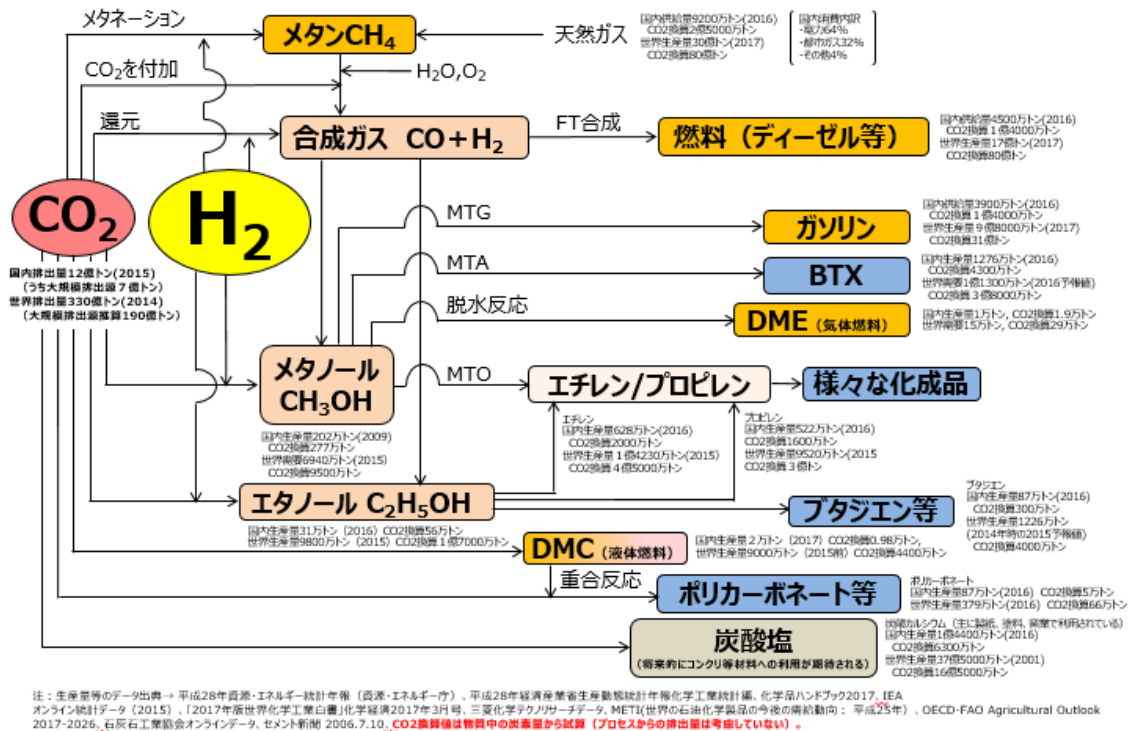 メタネーション
メタンCH4
天然ガス
国内供給量9200万トン(2016)
CO2換算2億5000万トン
世界生産量30億トン(2017)
CO2換算80億トン
国内消費内訳
・電力64%
・都市ガス32%
・その他4%
CO2を付加
H2O,O2
還元
合成ガス CO+H2
FT合成
燃料（ディーゼル等）
国内供給量4500万トン(2016)
CO2換算１億4000万トン
世界生産量17億トン(2017)
CO2換算80億トン
CO2
H2
国内排出量12億トン(2015)
（うち大規模排出源７億トン）
世界排出量330億トン(2014)
（大規模排出源推算190億トン）
MTG
ガソリン
国内供給量3900万トン(2016)
CO2換算１億4000万トン
世界生産量９億8000万トン(2017)
CO2換算31億トン
MTA
BTX
国内生産量1276万トン(2016)
CO2換算4300万トン
世界需要1億1300万トン(2016予報値)
CO2換算３億8000万トン
脱水反応
DME（気体燃料）
国内生産量1万トン, CO2換算1.9万トン
世界需要15万トン, CO2換算29万トン
メタノール
CH3OH
MTO
エチレン/プロピレン
様々な化成品
国内生産量202万トン(2009)
CO2換算277万トン
世界需要6940万トン(2015)
CO2換算9500万トン
エチレン
国内生産量628万トン(2016)
CO2換算2000万トン
世界生産量１億4230万トン(2015)
CO2換算４億5000万トン
プロピレン
国内生産量522万トン(2016)
CO2換算1600万トン
世界生産量9520万トン(2015
CO2換算３億トン
エタノール C2H5OH
国内生産量31万トン（2016）CO2換算56万トン
世界生産量9800万トン（2015）CO2換算１億7000万トン
ブタジエン等
ブタジエン
国内生産量87万トン(2016)
CO2換算300万トン
世界生産量1226万トン
(2014年時の2015予報値)
CO2換算4000万トン
DMC（液体燃料）
国内生産量２万トン（2017）CO2換算0.98万トン,
世界生産量9000万トン（2015前）CO2換算4400万トン
重合反応
ポリカーボネート等
ポリカーボネート
国内生産量87万トン(2016) CO2換算5万トン
世界生産量379万トン(2016) CO2換算66万トン
炭酸塩
（将来的にコンクリ等材料への利用が期待される）
炭酸カルシウム（主に製紙、塗料、窯業で利用されている）
国内生産量1億4400万トン(2016)
CO2換算6300万トン
世界生産量37億5000万トン(2001)
CO2換算16億5000万トン
注：生産量等のデータ出典→ 平成28年資源・エネルギー統計年報（資源・エネルギー庁）、平成28年経済産業省生産動態統計年報化学工業統計編、化学品ハンドブック2017、IEA
オンライン統計データ（2015）、「2017年版世界化学工業白書」化学経済2017年3月号、三菱化学テクノリサーチデータ、METI(世界の石油化学製品の今後の需給動向： 平成25年）、OECD-FAO Agricultural Outlook
2017-2026、石灰石工業協会オンラインデータ、セメント新聞 2006.7.10、CO2換算値は物質中の炭素量から試算（プロセスからの排出量は考慮していない）。